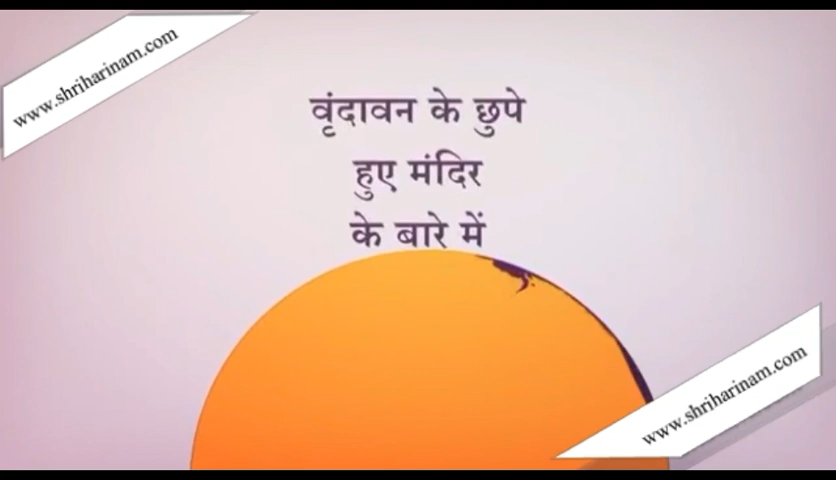 www.shriharinam.com
वृंदावन के छुपे
हुए मंदिर
के बारे में
www.shriharinam.com